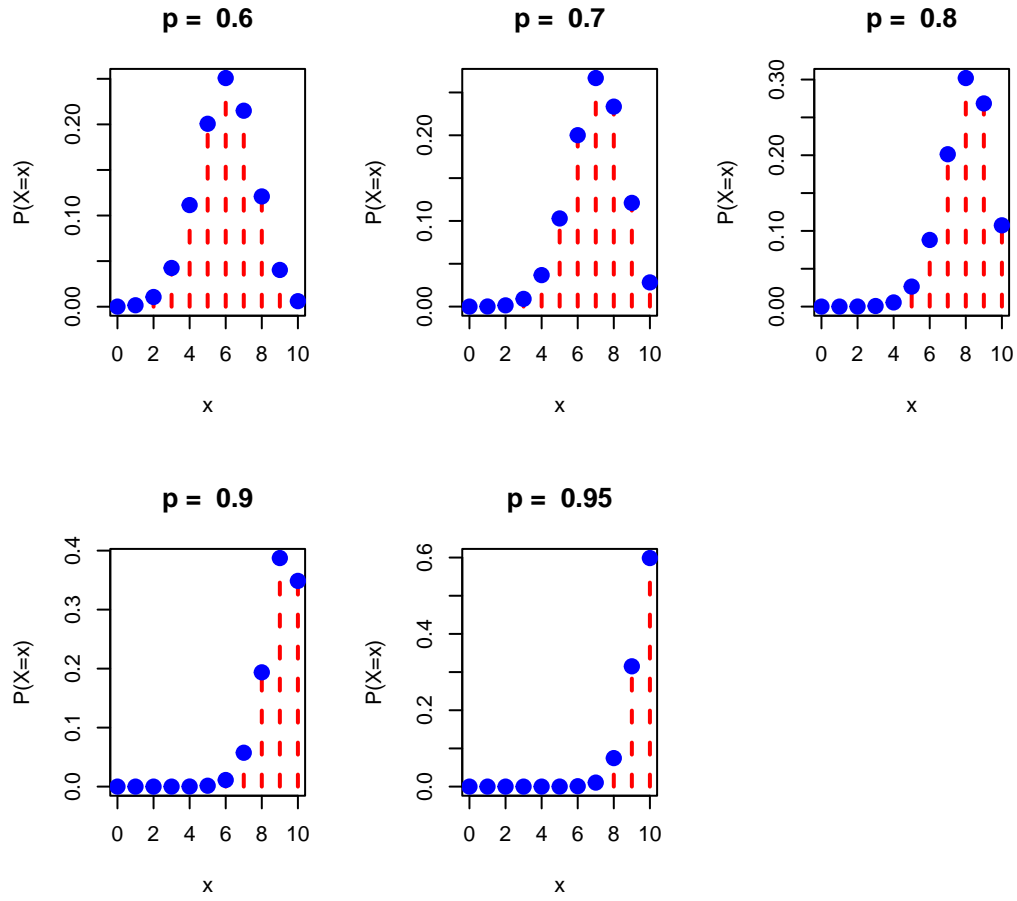 p = 0.6
P(X=x)
0.00 0.10 0.20
0 2 4 6 8 10
x
p = 0.7
P(X=x)
0.00 0.10 0.20
0 2 4 6 8 10
x
p = 0.8
P(X=x)
0.00 0.10 0.20 0.30
0 2 4 6 8 10
x
p = 0.9
P(X=x)
0.0 0.1 0.2 0.3 0.4
0 2 4 6 8 10
x
p = 0.95
P(X=x)
0.0 0.2 0.4 0.6
0 2 4 6 8 10
x